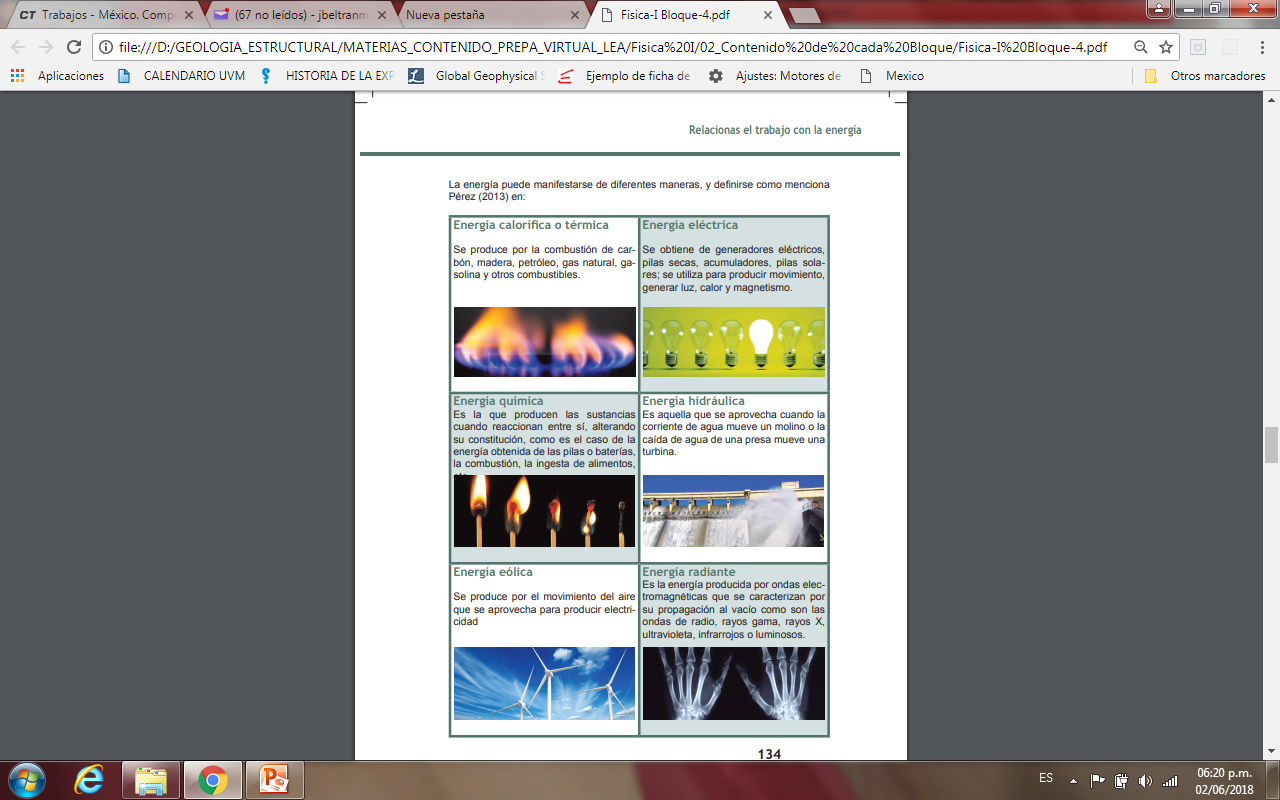 CT Trabajos - México. Comp
(67 no leídos) - jbeltranm
Nueva pestaña
Fisica-I Bloque-4.pdf
file:///D:/GEOLOGIA_ESTRUCTURAL/MATERIAS_CONTENIDO_PREPA_VIRTUAL_LEA/Fisica%20I/02_Contenido%20de%20cada%20Bloque/Fisica-I%20Bloque-4.pdf
Aplicaciones
CALENDARIO UVM
HISTORIA DE LA EXP
Global Geophysical S
Ejemplo de ficha de
Ajustes: Motores de
Mexico
Otros marcadores
Relacionas el trabajo con la energía
La energía puede manifestarse de diferentes maneras, y definirse como menciona
Pérez (2013) en:
Energía calorífica o térmica
Se produce por la combustión de car-
bón, madera, petróleo, gas natural, ga-
solina y otros combustibles.
Energía eléctrica
Se obtiene de generadores eléctricos,
pilas secas, acumuladores, pilas sola-
res; se utiliza para producir movimiento,
generar luz, calor y magnetismo.
Energía química
Es la que producen las sustancias
cuando reaccionan entre sí, alterando
su constitución, como es el caso de la
energía obtenida de las pilas o baterías,
la combustión, la ingesta de alimentos,
Energía hidráulica
Es aquella que se aprovecha cuando la
corriente de agua mueve un molino o la
caída de agua de una presa mueve una
turbina.
Energía eólica
Se produce por el movimiento del aire
que se aprovecha para producir electri-
cidad
Energía radiante
Es la energía producida por ondas elec-
tromagnéticas que se caracterizan por
su propagación al vacío como son las
ondas de radio, rayos gama, rayos X,
ultravioleta, infrarrojos o luminosos.
134
ES
06:20 p.m.
02/06/2018